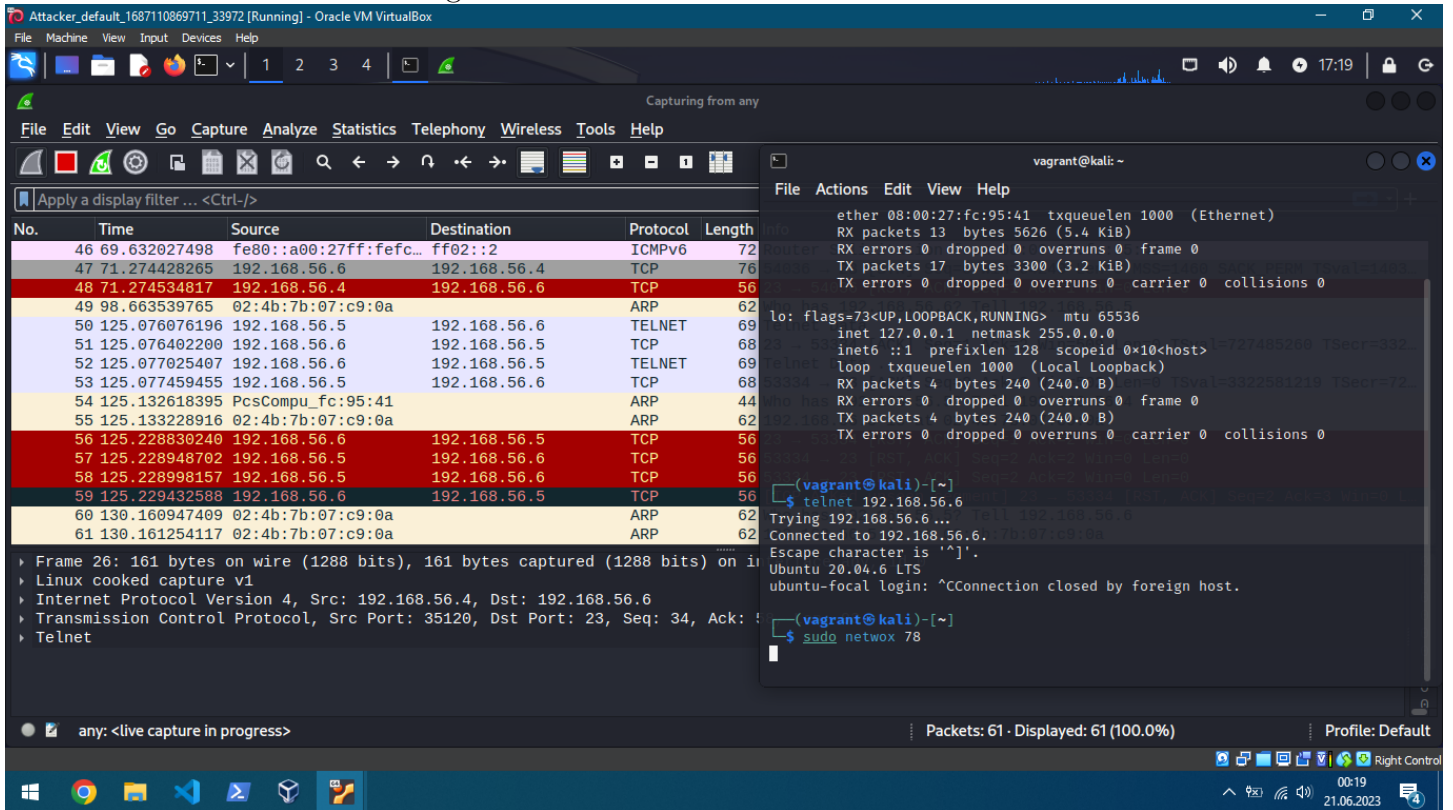 Attacker_default_1687110869711_33972 [Running] - Oracle VM VirtualBox
File Machine View Input Devices Help
1 2 3 4
17:19
Capturing from any
File Edit View Go Capture Analyze Statistics Telephony Wireless Tools Help
Apply a display filter ... <Ctrl-/>
No. Time Source Destination Protocol Length Info
46 69.632027498 fe80::a00:27ff:fefc… ff02::2 ICMPv6 72
47 71.274428265 192.168.56.6 192.168.56.4 TCP 76
48 71.274534817 192.168.56.4 192.168.56.6 TCP 56
49 98.663539765 02:4b:7b:07:c9:0a ARP 62
50 125.076076196 192.168.56.5 192.168.56.6 TELNET 69
51 125.076402200 192.168.56.6 192.168.56.5 TCP 68
52 125.077025407 192.168.56.6 192.168.56.5 TELNET 69
53 125.077459455 192.168.56.5 192.168.56.6 TCP 68
54 125.132618395 PcsCompu_fc:95:41 ARP 44
55 125.133228916 02:4b:7b:07:c9:0a ARP 62
56 125.228830240 192.168.56.6 192.168.56.5 TCP 56
57 125.228948702 192.168.56.5 192.168.56.6 TCP 56
58 125.228998157 192.168.56.5 192.168.56.6 TCP 56
59 125.229432588 192.168.56.6 192.168.56.5 TCP 56
60 130.160947409 02:4b:7b:07:c9:0a ARP 62
61 130.161254117 02:4b:7b:07:c9:0a ARP 62
Frame 26: 161 bytes on wire (1288 bits), 161 bytes captured (1288 bits) on i
Linux cooked capture v1
Internet Protocol Version 4, Src: 192.168.56.4, Dst: 192.168.56.6
Transmission Control Protocol, Src Port: 35120, Dst Port: 23, Seq: 34, Ack:
Telnet
any: <live capture in progress>
Packets: 61 · Displayed: 61 (100.0%)
Profile: Default
vagrant@kali: ~
File Actions Edit View Help
ether 08:00:27:fc:95:41 txqueuelen 1000 (Ethernet)
RX packets 13 bytes 5626 (5.4 KiB)
RX errors 0 dropped 0 overruns 0 frame 0
TX packets 17 bytes 3300 (3.2 KiB)
TX errors 0 dropped 0 overruns 0 carrier 0 collisions 0
lo: flags=73<UP,LOOPBACK,RUNNING> mtu 65536
inet 127.0.0.1 netmask 255.0.0.0
inet6 ::1 prefixlen 128 scopeid 0×10<host>
loop txqueuelen 1000 (Local Loopback)
RX packets 4 bytes 240 (240.0 B)
RX errors 0 dropped 0 overruns 0 frame 0
TX packets 4 bytes 240 (240.0 B)
TX errors 0 dropped 0 overruns 0 carrier 0 collisions 0
(vagrant㉿kali)-[~]
$ telnet 192.168.56.6
Trying 192.168.56.6 ...
Connected to 192.168.56.6.
Escape character is '^]'.
Ubuntu 20.04.6 LTS
ubuntu-focal login: ^CConnection closed by foreign host.
(vagrant㉿kali)-[~]
$ sudo netwox 78
Right Control
00:19
21.06.2023
4